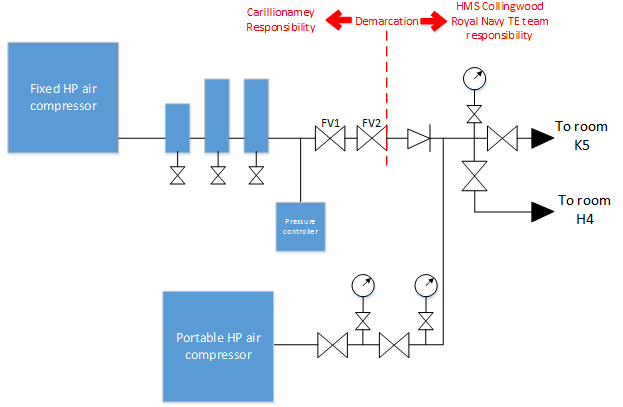 Carillionamey
Responsibility
Demarcation
HMS Collingwood
Royal Navy TE team
responsibility
Fixed HP air
compressor
FV1
FV2
To room
K5
To room
H4
Pressure
controller
Portable HP air
compressor